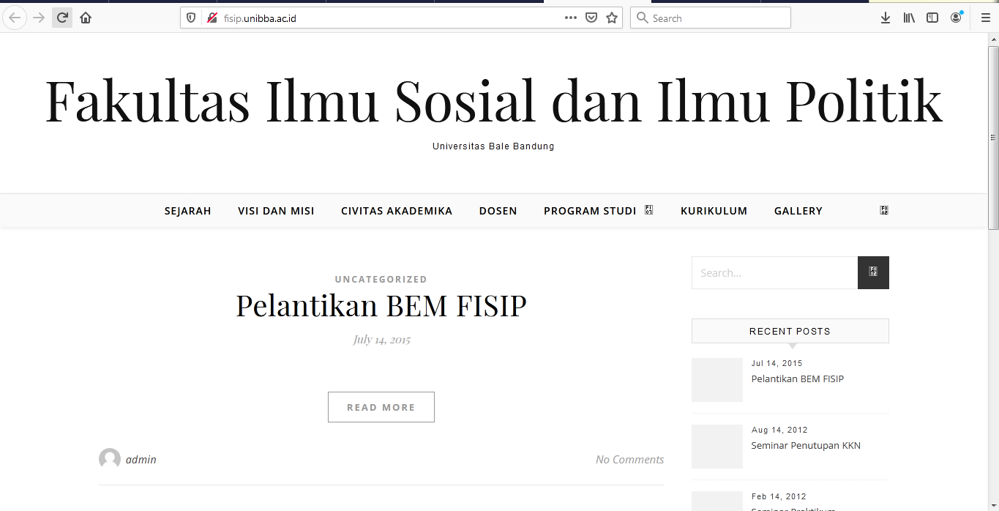 fisip.unibba.ac.id
Search
Fakultas Ilmu Sosial dan Ilmu Politik
Universitas Bale Bandung
SEJARAH VISI DAN MISI CIVITAS AKADEMIKA DOSEN PROGRAM STUDI KURIKULUM GALLERY
UNCATEGORIZED
Pelantikan BEM FISIP
July 14, 2015
READ MORE
admin
No Comments
Search...
RECENT POSTS
Jul 14, 2015
Pelantikan BEM FISIP
Aug 14, 2012
Seminar Penutupan KKN
Feb 14, 2012
Seminar Praktikum